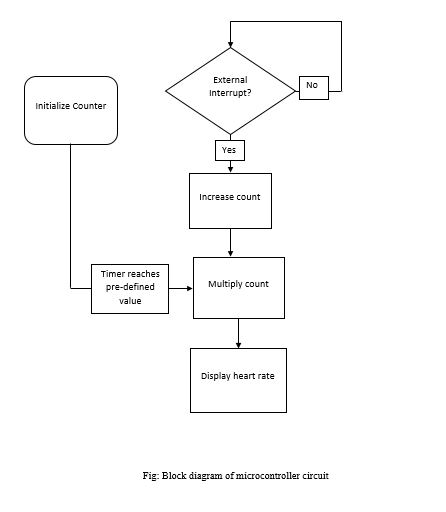 External
Interrupt?
No
Initialize Counter
Yes
Increase count
Timer reaches
pre-defined
value
Multiply count
Display heart rate
Fig: Block diagram of microcontroller circuit